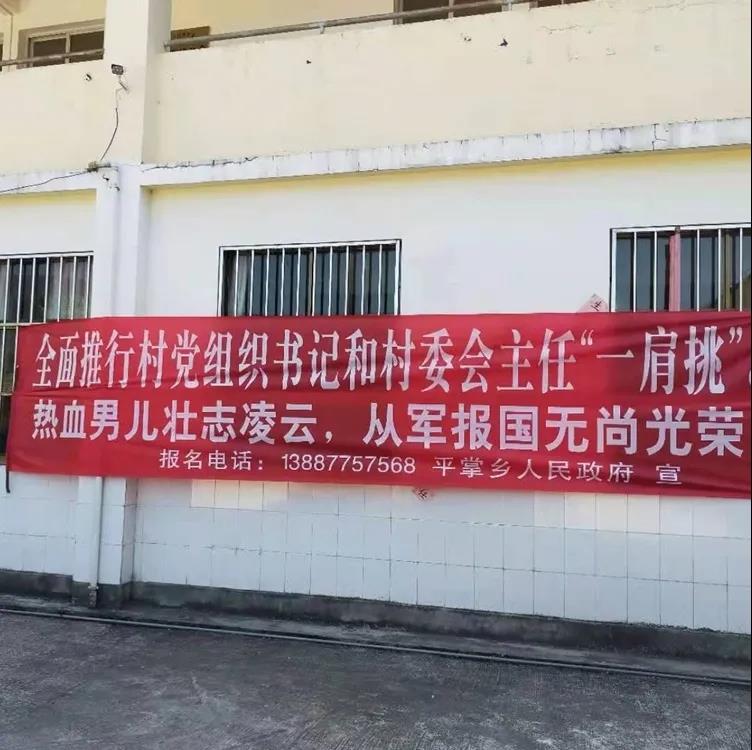 全面推行村党组织书记和村委会主任“一肩挑”
热血男儿壮志凌云，从军报国无尚光荣
报名电话：13887757568 平掌乡人民政府 宣